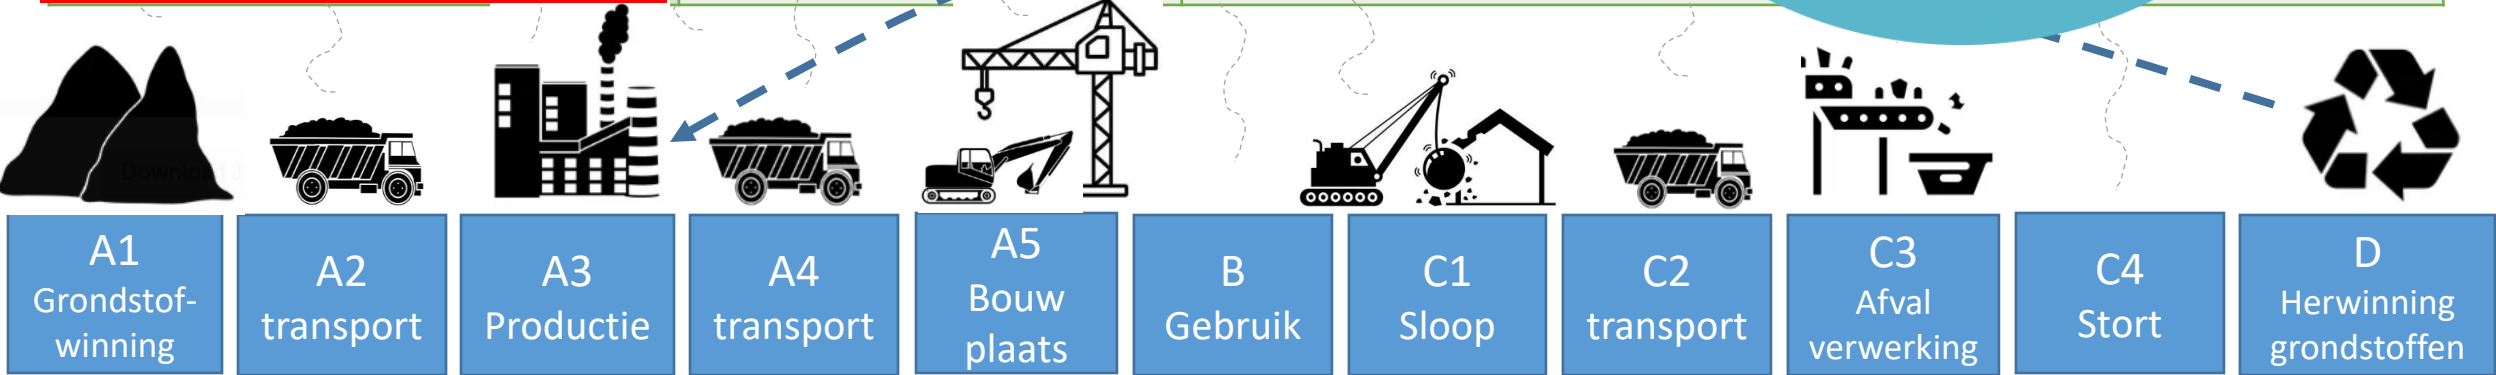 A1
Grondstof-
winning
A2
transport
A3
Productie
A4
transport
A5
Bouw
plaats
B
Gebruik
C1
Sloop
C2
transport
C3
Afval
verwerking
C4
Stort
D
Herwinning
grondstoffen